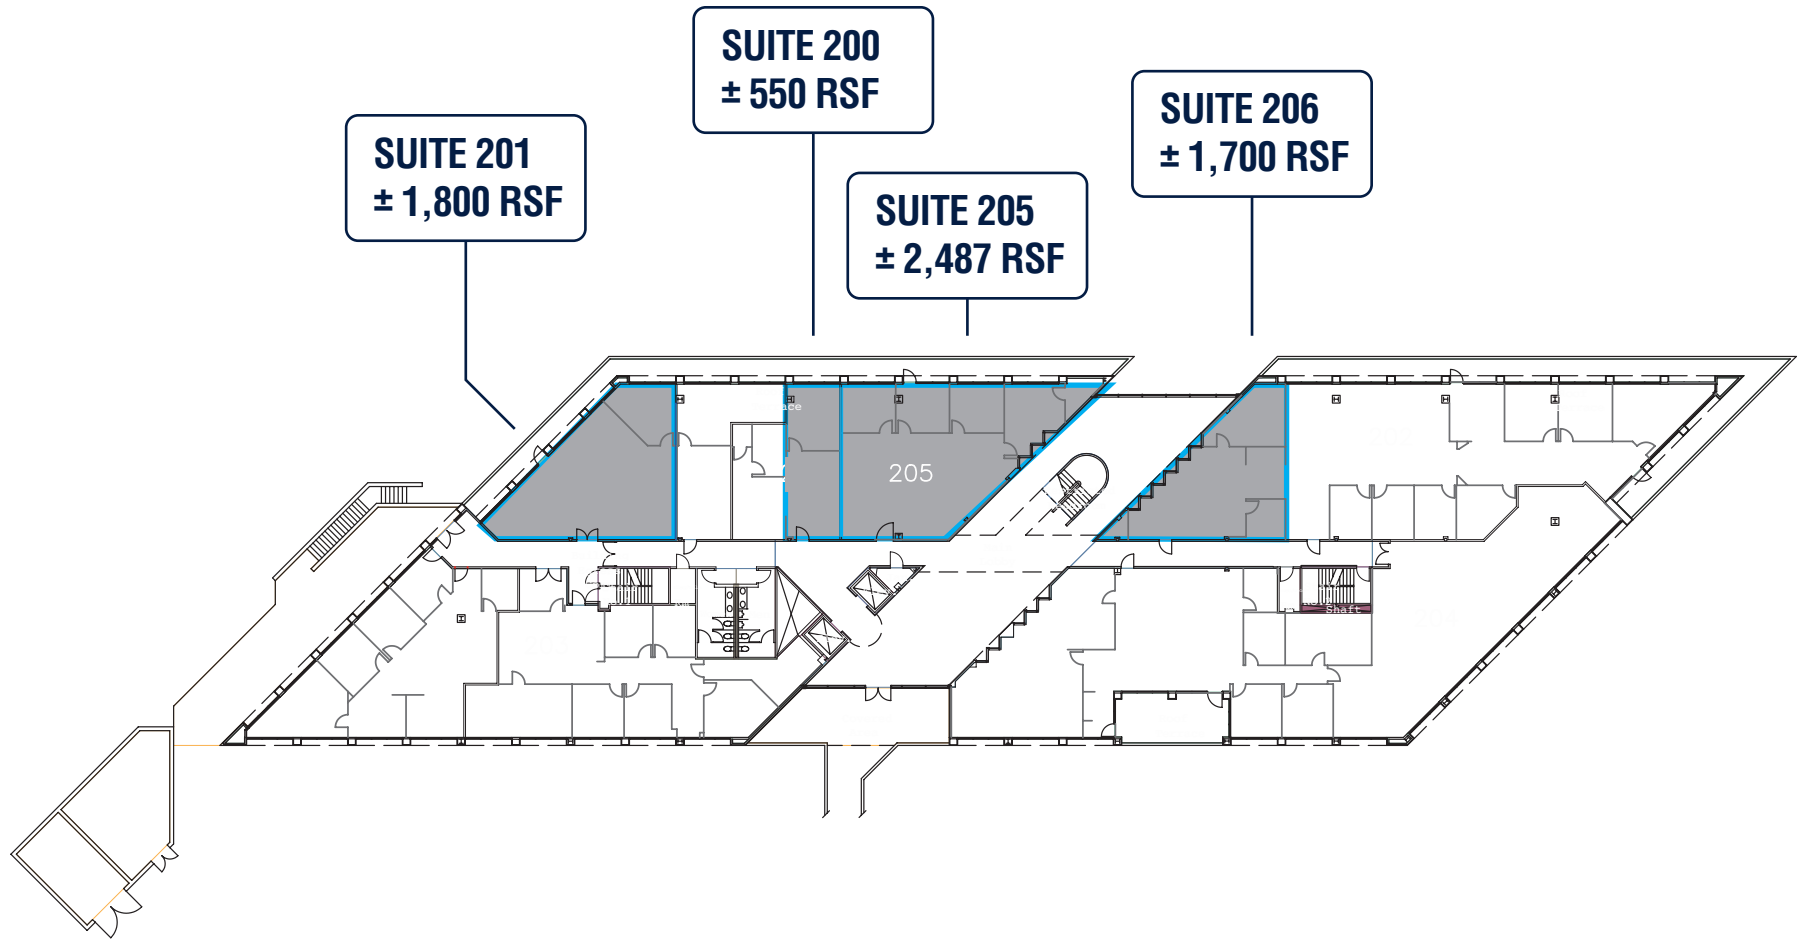 SUITE 200
± 550 RSF
SUITE 206
± 1,700 RSF
SUITE 201
± 1,800 RSF
SUITE 205
± 2,487 RSF
205
203
Shaft